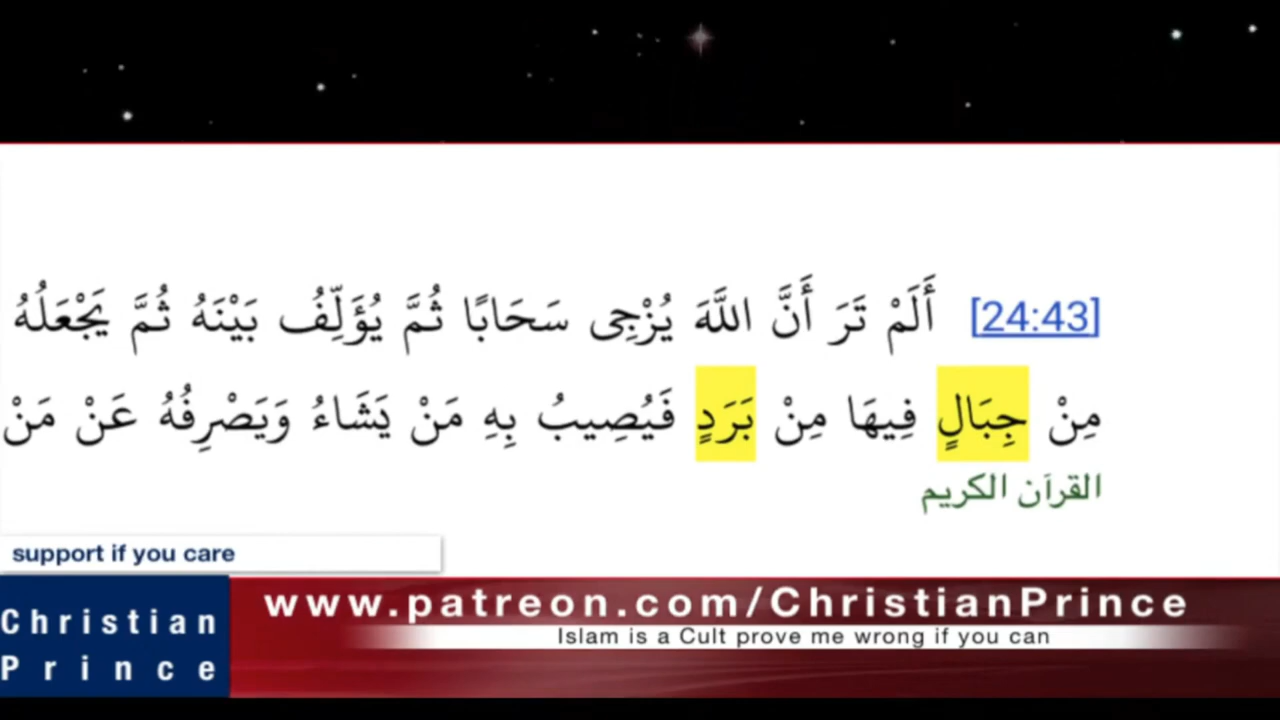 [24:43] أَلَمْ تَرَ أَنَّ اللَّهَ يُزْجِى سَحَابًا ثُمَّ يُؤَلِّفُ بَيْنَهُ ثُمَّ يَجْعَلُهُ
مِنْ جِبَالٍ فِيهَا مِنْ بَرَدٍ فَيُصِيبُ بِهِ مَنْ يَشَاءُ وَيَصْرِفُهُ عَنْ مَنْ
القرآن الكريم
support if you care
Christian
Prince
www.patreon.com/ChristianPrince
Islam is a Cult prove me wrong if you can